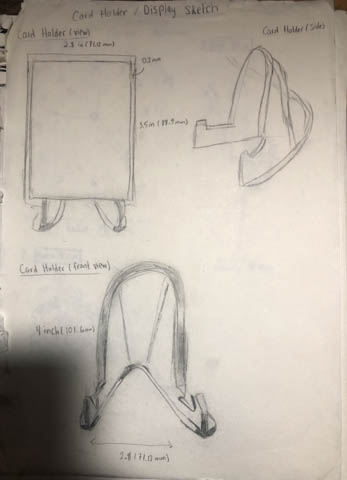 Card Holder / Display Sketch
Card Holder (view)
Card Holder (side)
2.8 in (71.12 mm)
0.2 mm
3.5 in (88.9 mm)
Card Holder (front view)
4 inch (101.6 mm)
2.8 (71.12 mm)